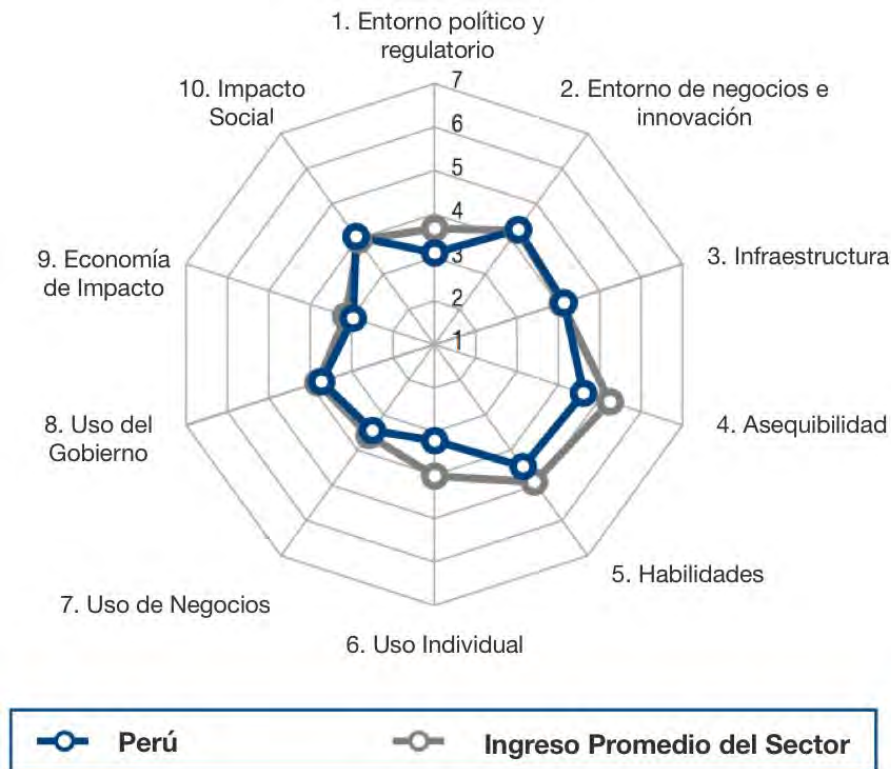 1. Entorno político y
regulatorio
2. Entorno de negocios e
innovación
3. Infraestructura
4. Asequibilidad
5. Habilidades
6. Uso Individual
7. Uso de Negocios
8. Uso del
Gobierno
9. Economía
de Impacto
10. Impacto
Social
7
6
5
4
3
2
1
Perú
Ingreso Promedio del Sector